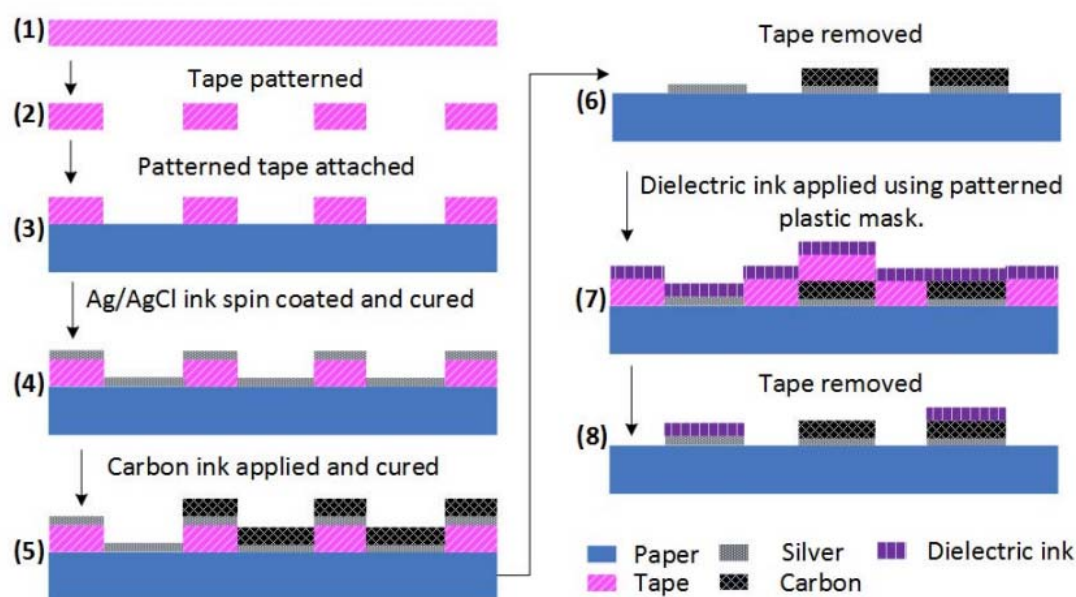 (1)
Tape patterned
(2)
Patterned tape attached
(3)
Ag/AgCl ink spin coated and cured
(4)
Carbon ink applied and cured
(5)
Tape removed
(6)
Dielectric ink applied using patterned
plastic mask.
(7)
Tape removed
(8)
Paper Silver Dielectric ink
Tape Carbon